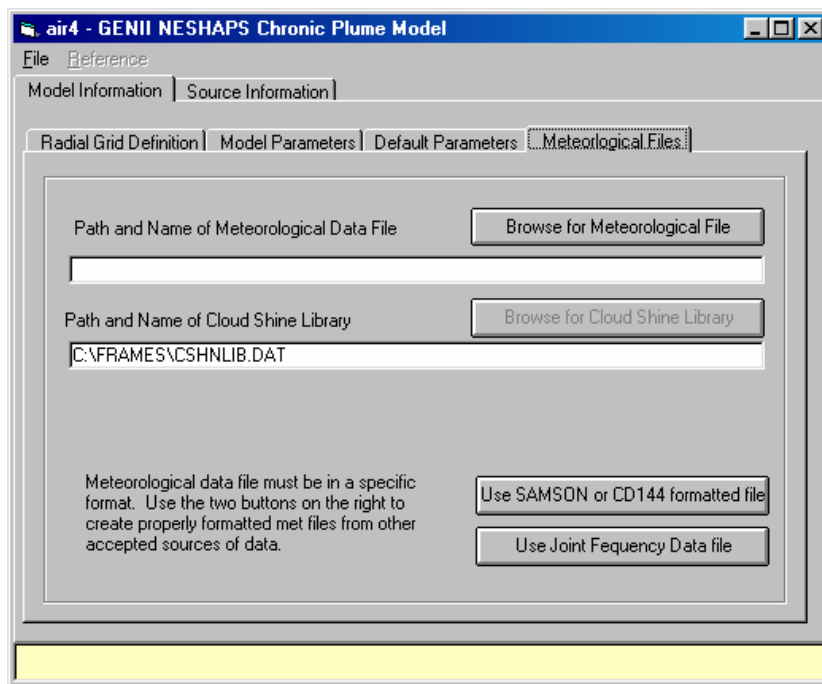 air4 - GENII NESHAPS Chronic Plume Model
File Reference
Model Information Source Information
Radial Grid Definition Model Parameters Default Parameters Meteorlogical Files
Path and Name of Meteorological Data File
Browse for Meteorological File
Path and Name of Cloud Shine Library
Browse for Cloud Shine Library
C:\FRAMES\CSHNLIB.DAT
Meteorological data file must be in a specific
format. Use the two buttons on the right to
create properly formatted met files from other
accepted sources of data.
Use SAMSON or CD144 formatted file
Use Joint Fequency Data file